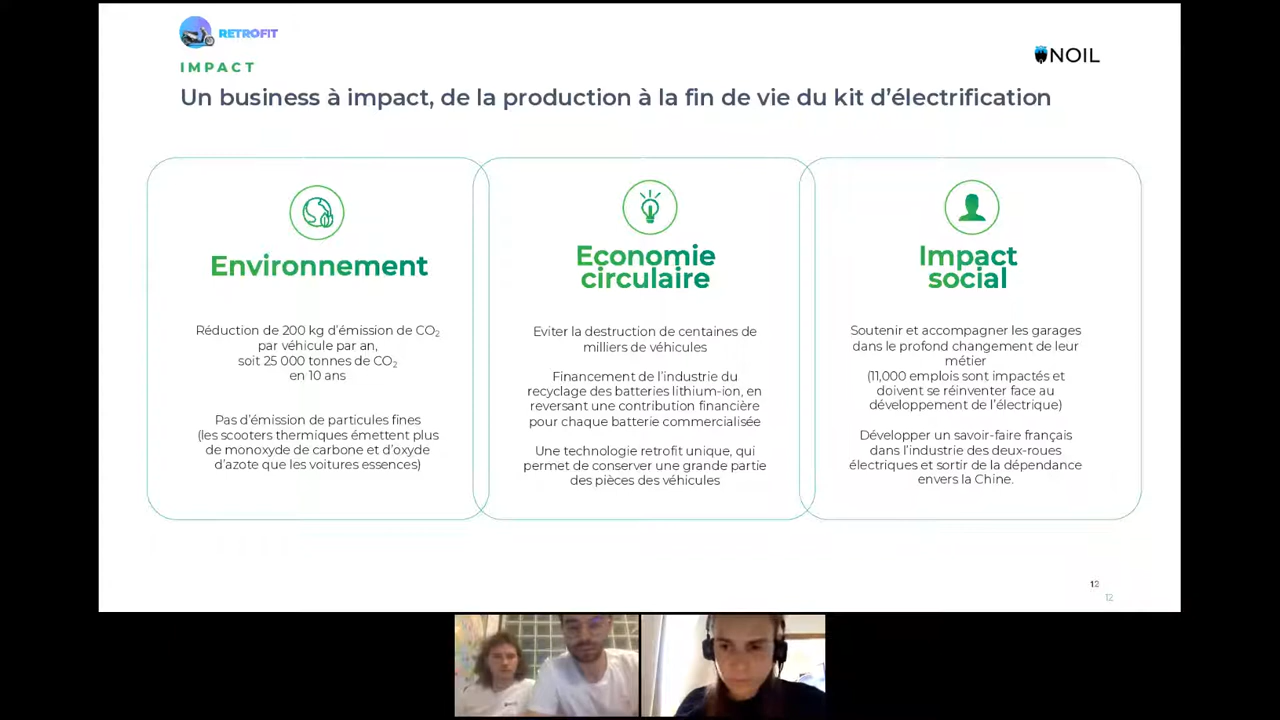 RETROFIT
NOIL
IMPACT
Un business à impact, de la production à la fin de vie du kit d’électrification
Environnement
Réduction de 200 kg d’émission de CO₂
par véhicule par an,
soit 25 000 tonnes de CO₂
en 10 ans
Pas d’émission de particules fines
(les scooters thermiques émettent plus
de monoxyde de carbone et d’oxyde
d’azote que les voitures essences)
Economie
circulaire
Eviter la destruction de centaines de
milliers de véhicules
Financement de l’industrie du
recyclage des batteries lithium-ion, en
reversant une contribution financière
pour chaque batterie commercialisée
Une technologie retrofit unique, qui
permet de conserver une grande partie
des pièces des véhicules
Impact
social
Soutenir et accompagner les garages
dans le profond changement de leur
métier
(11,000 emplois sont impactés et
doivent se réinventer face au
développement de l’électrique)
Développer un savoir-faire français
dans l’industrie des deux-roues
électriques et sortir de la dépendance
envers la Chine.
12
12